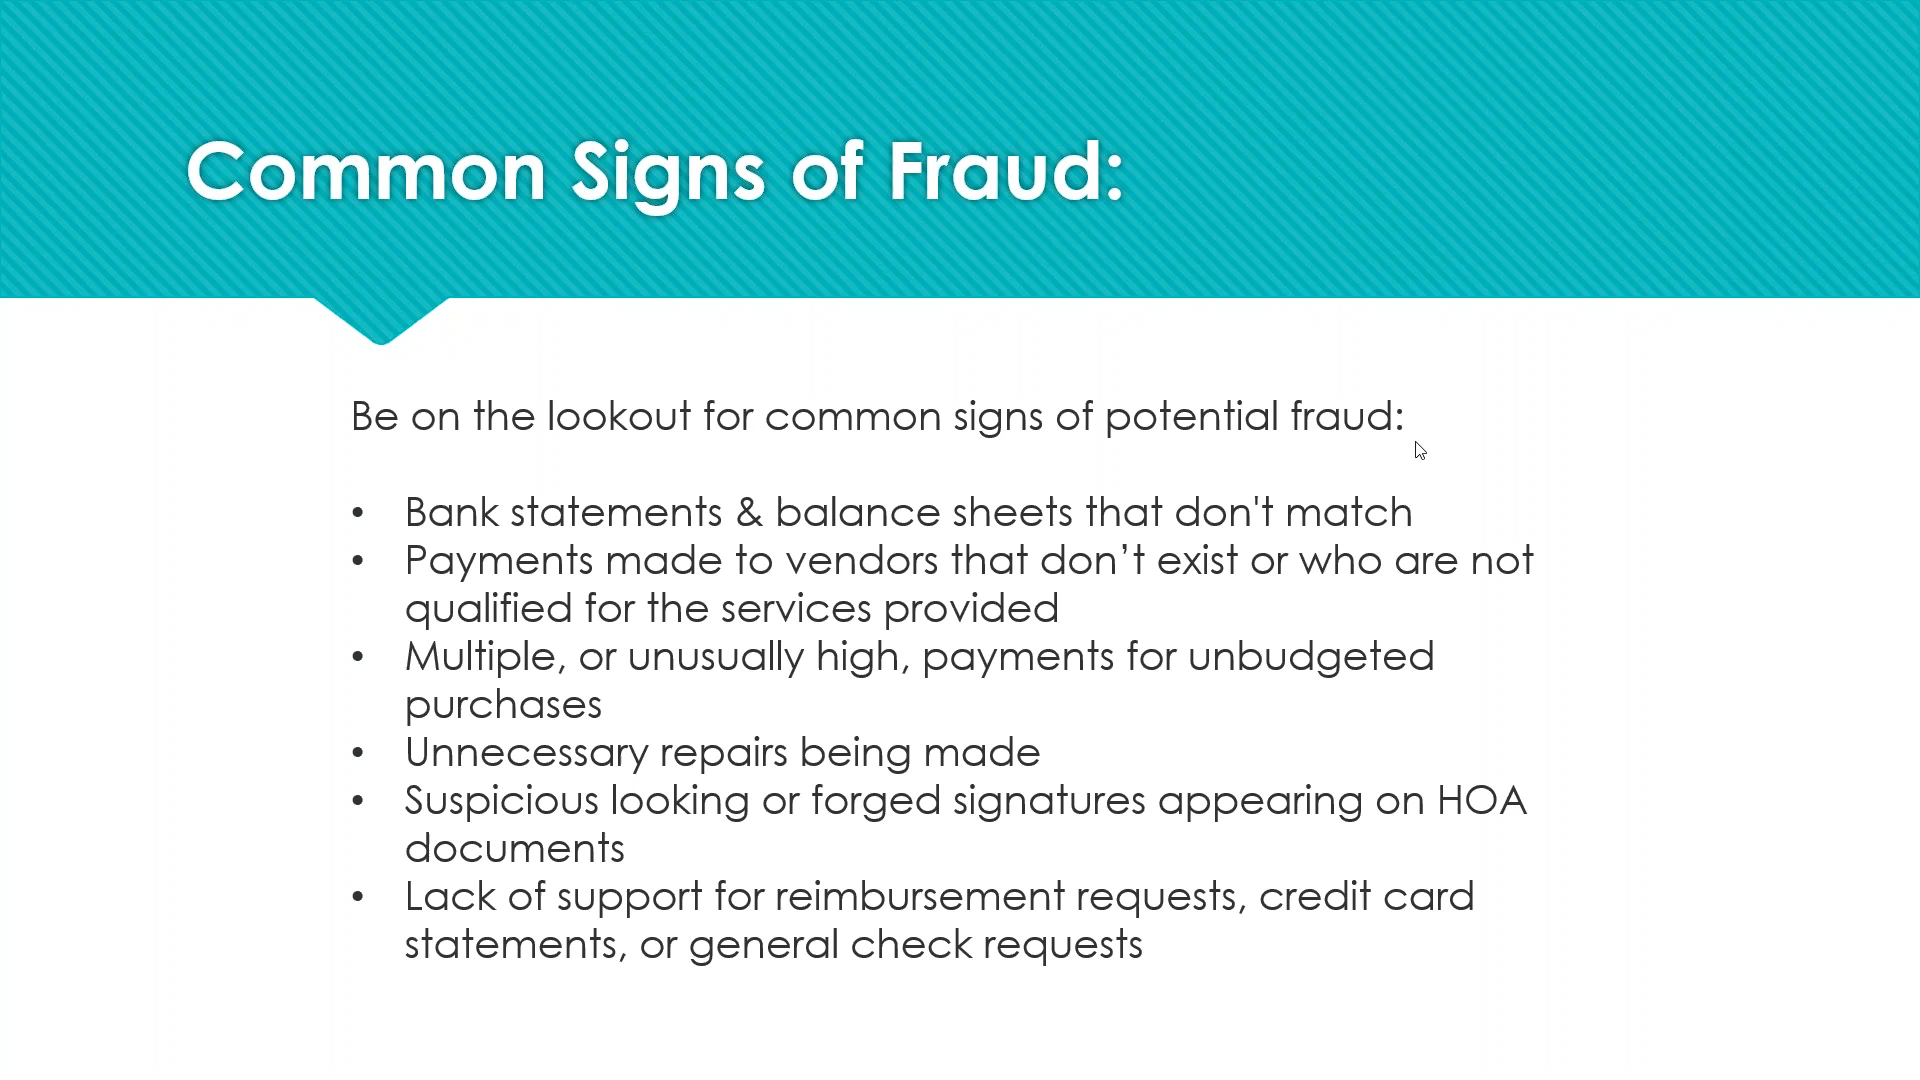 Common Signs of Fraud:
Be on the lookout for common signs of potential fraud:
• Bank statements & balance sheets that don't match
• Payments made to vendors that don’t exist or who are not
qualified for the services provided
• Multiple, or unusually high, payments for unbudgeted
purchases
• Unnecessary repairs being made
• Suspicious looking or forged signatures appearing on HOA
documents
• Lack of support for reimbursement requests, credit card
statements, or general check requests